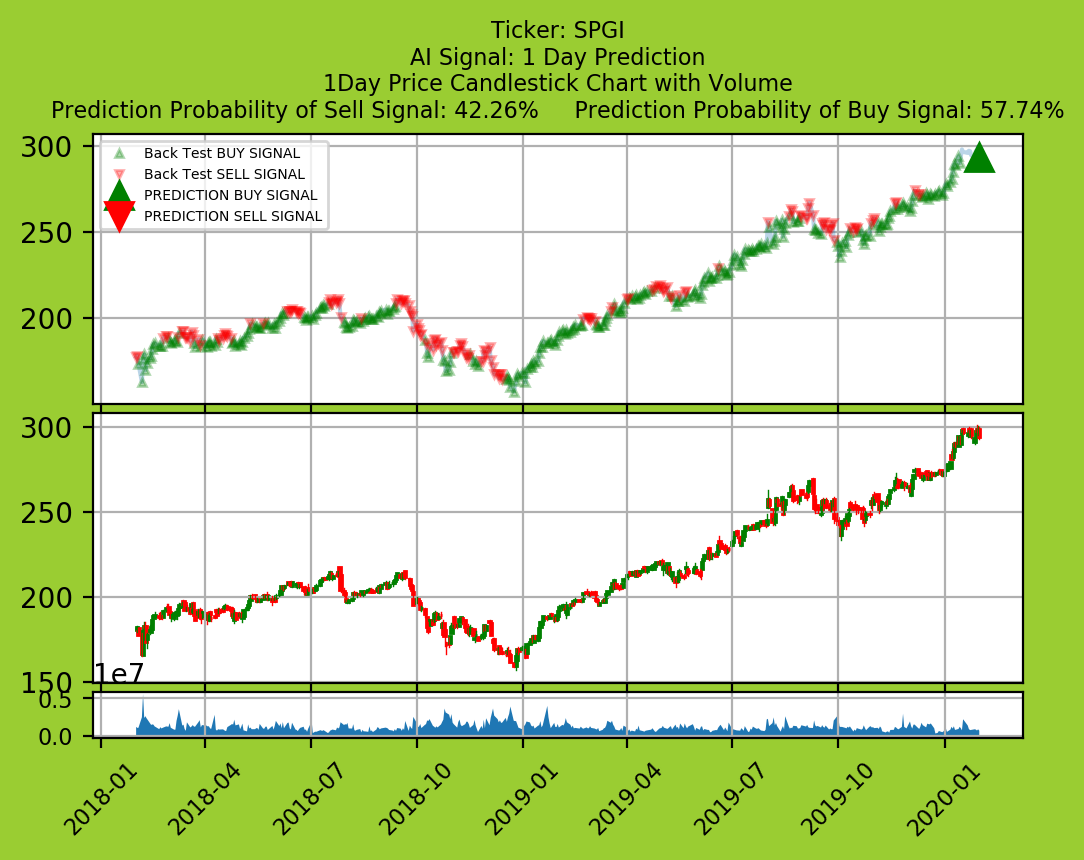 Ticker: SPGI
AI Signal: 1 Day Prediction
1Day Price Candlestick Chart with Volume
Prediction Probability of Sell Signal: 42.26% Prediction Probability of Buy Signal: 57.74%
300
250
200
Back Test BUY SIGNAL
Back Test SELL SIGNAL
PREDICTION BUY SIGNAL
PREDICTION SELL SIGNAL
300
250
200
150
1e7
0.5
0.0
2018-01
2018-04
2018-07
2018-10
2019-01
2019-04
2019-07
2019-10
2020-01